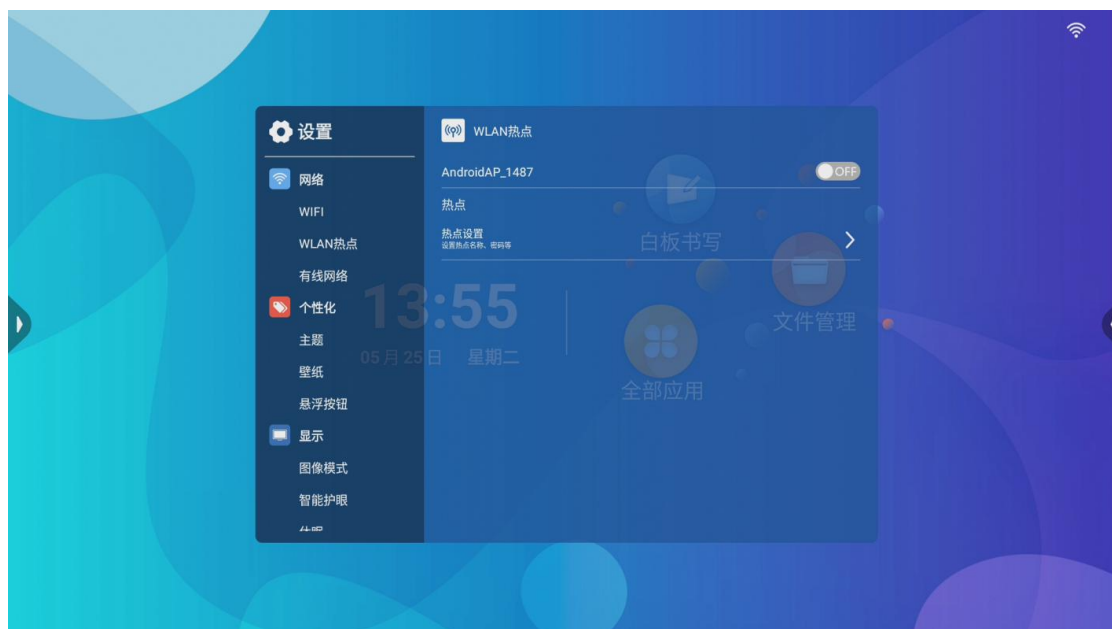 设置
网络
WIFI
WLAN热点
有线网络
个性化
主题
壁纸
悬浮按钮
显示
图像模式
智能护眼
休眠
WLAN热点
AndroidAP_1487
OFF
热点
热点设置
设置热点名称、密码等
白板书写
文件管理
13:55
05月25日 星期二
全部应用